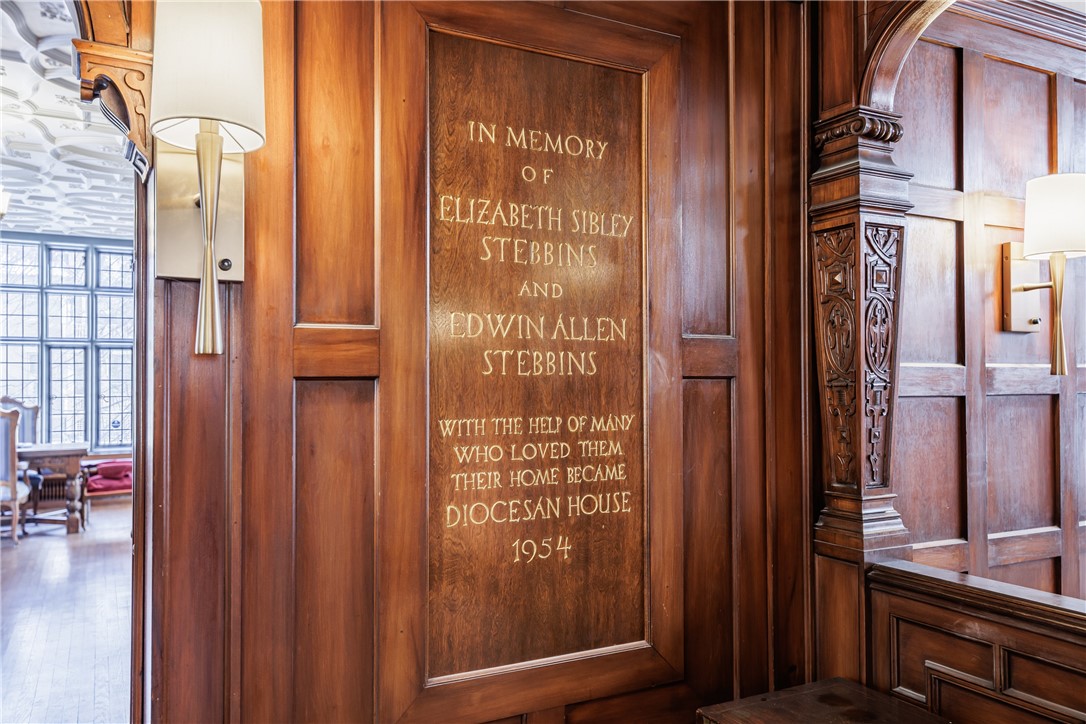 IN MEMORY
OF
ELIZABETH SIBLEY
STEBBINS
AND
EDWIN ALLEN
STEBBINS
WITH THE HELP OF MANY
WHO LOVED THEM
THEIR HOME BECAME
DIOCESAN HOUSE
1954